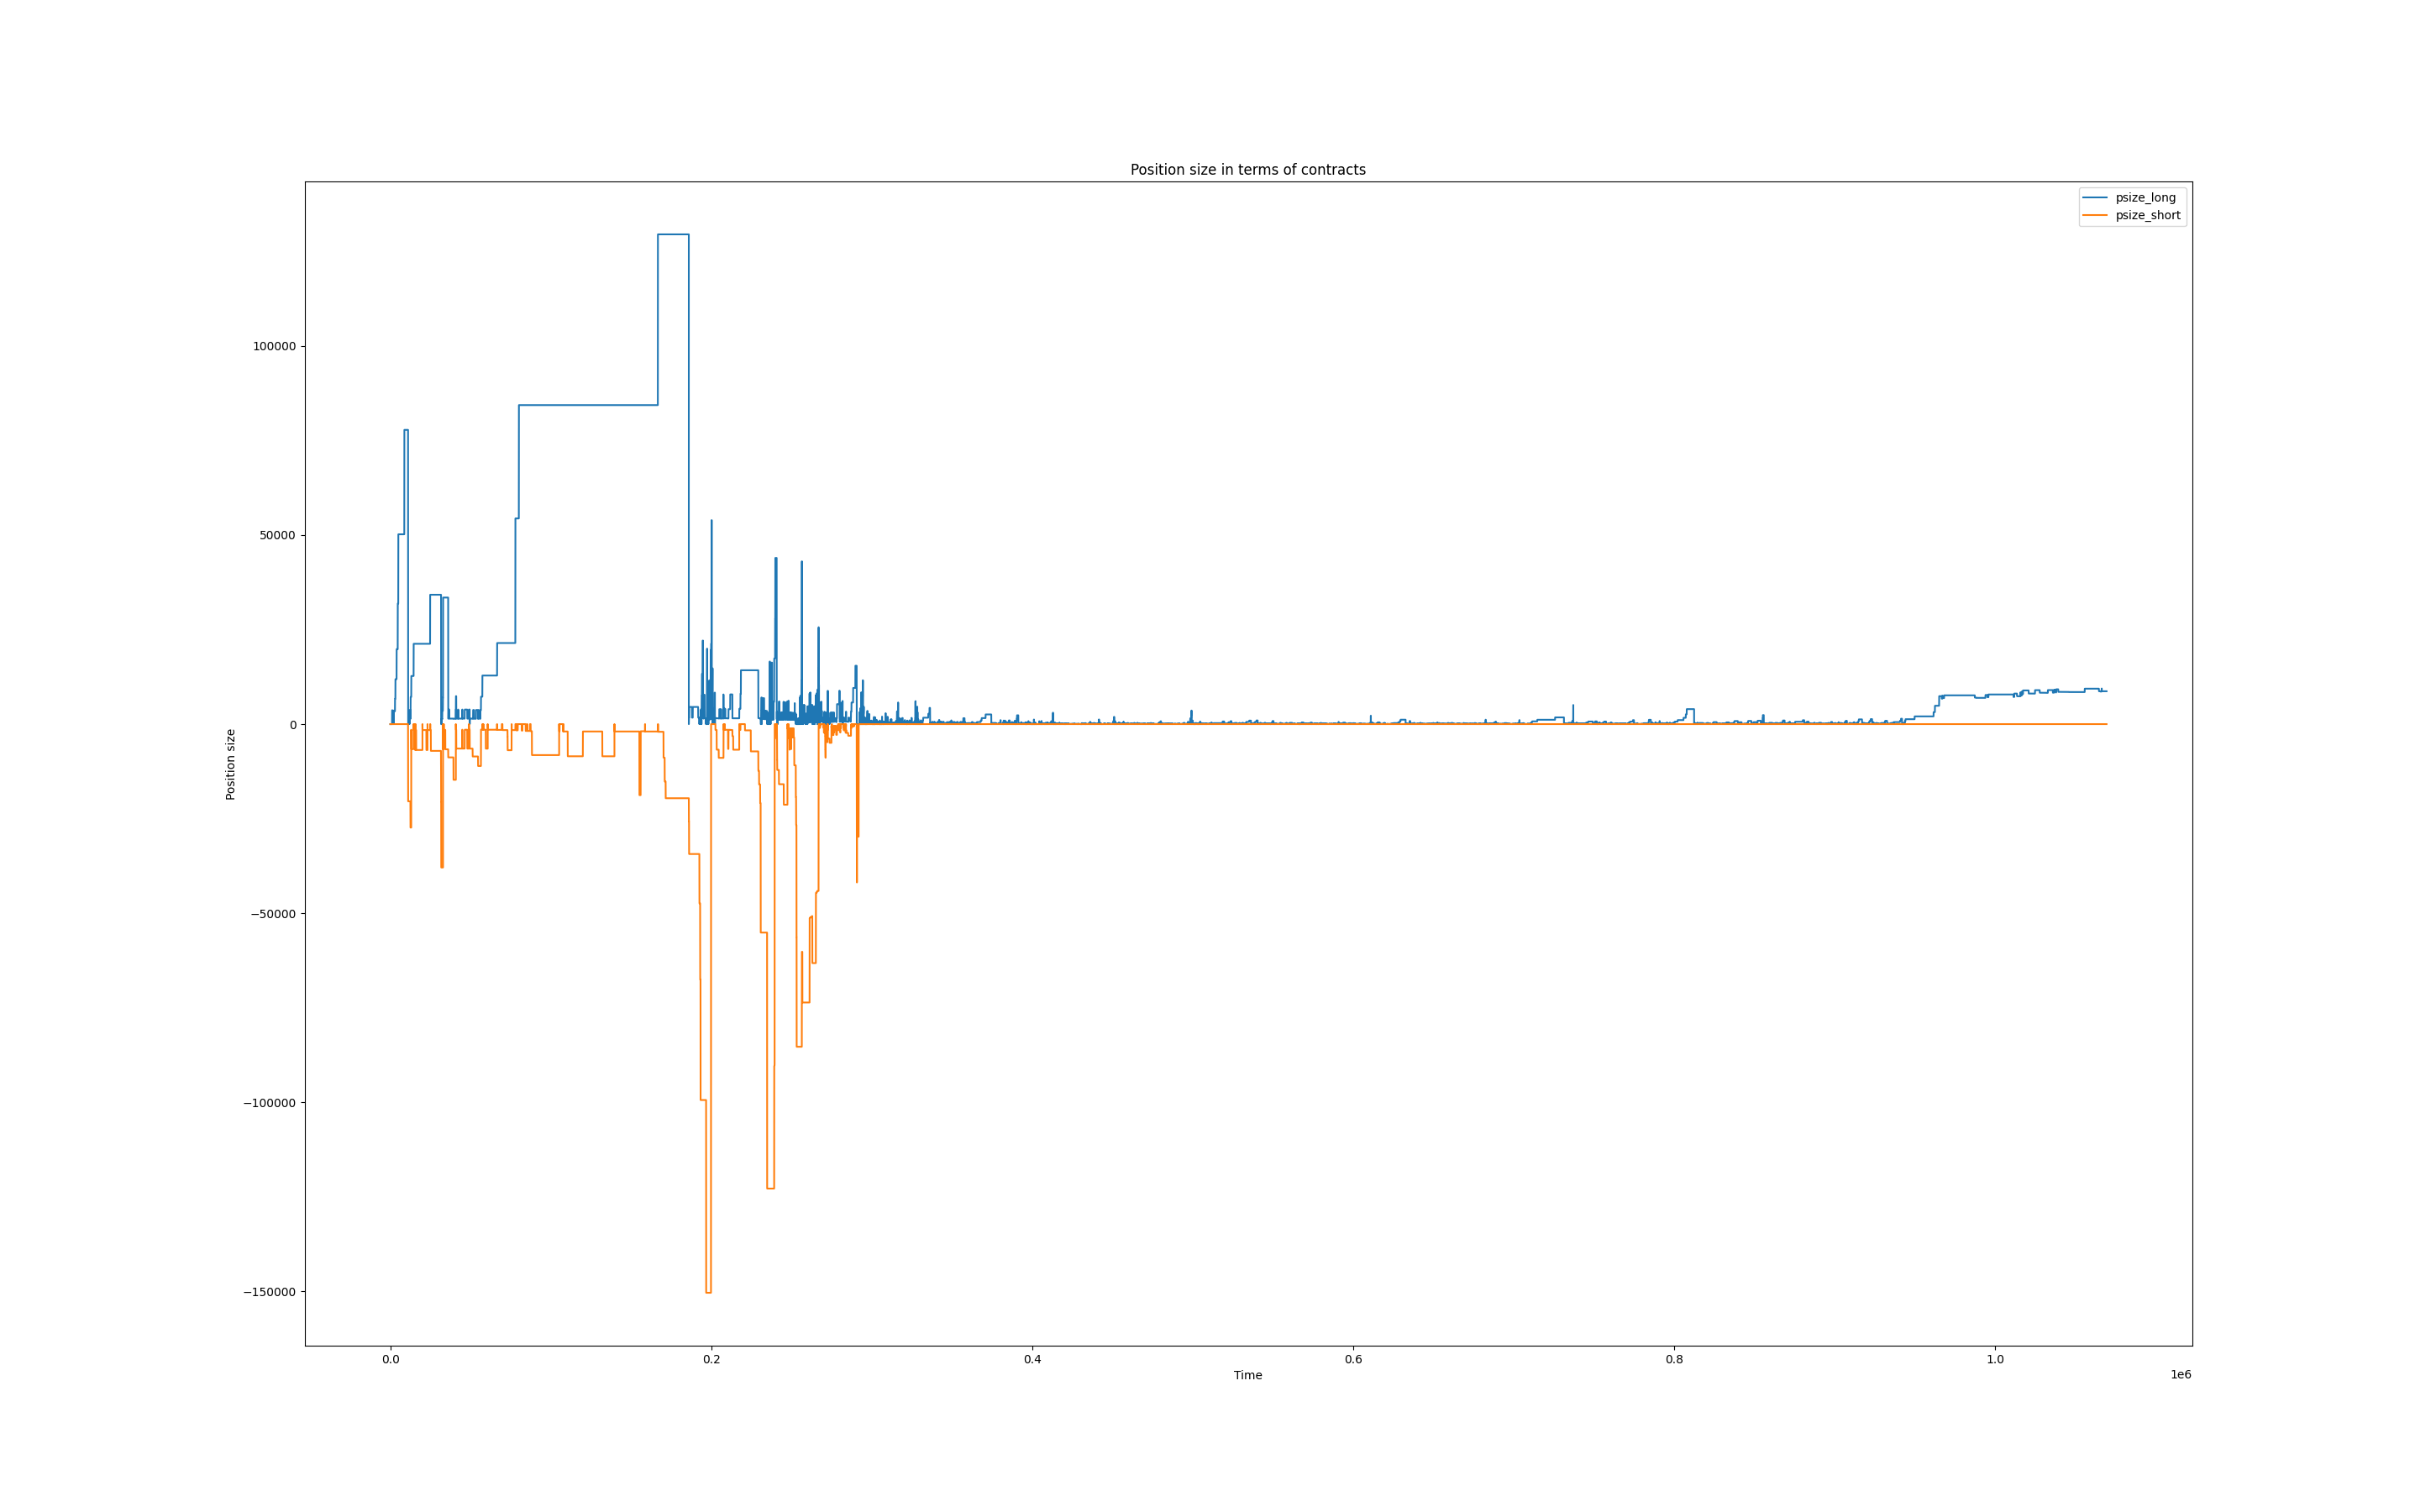 Position size in terms of contracts
psize_long
psize_short
Position size
100000
50000
0
−50000
−100000
−150000
0.0
0.2
0.4
0.6
0.8
1.0
1e6
Time